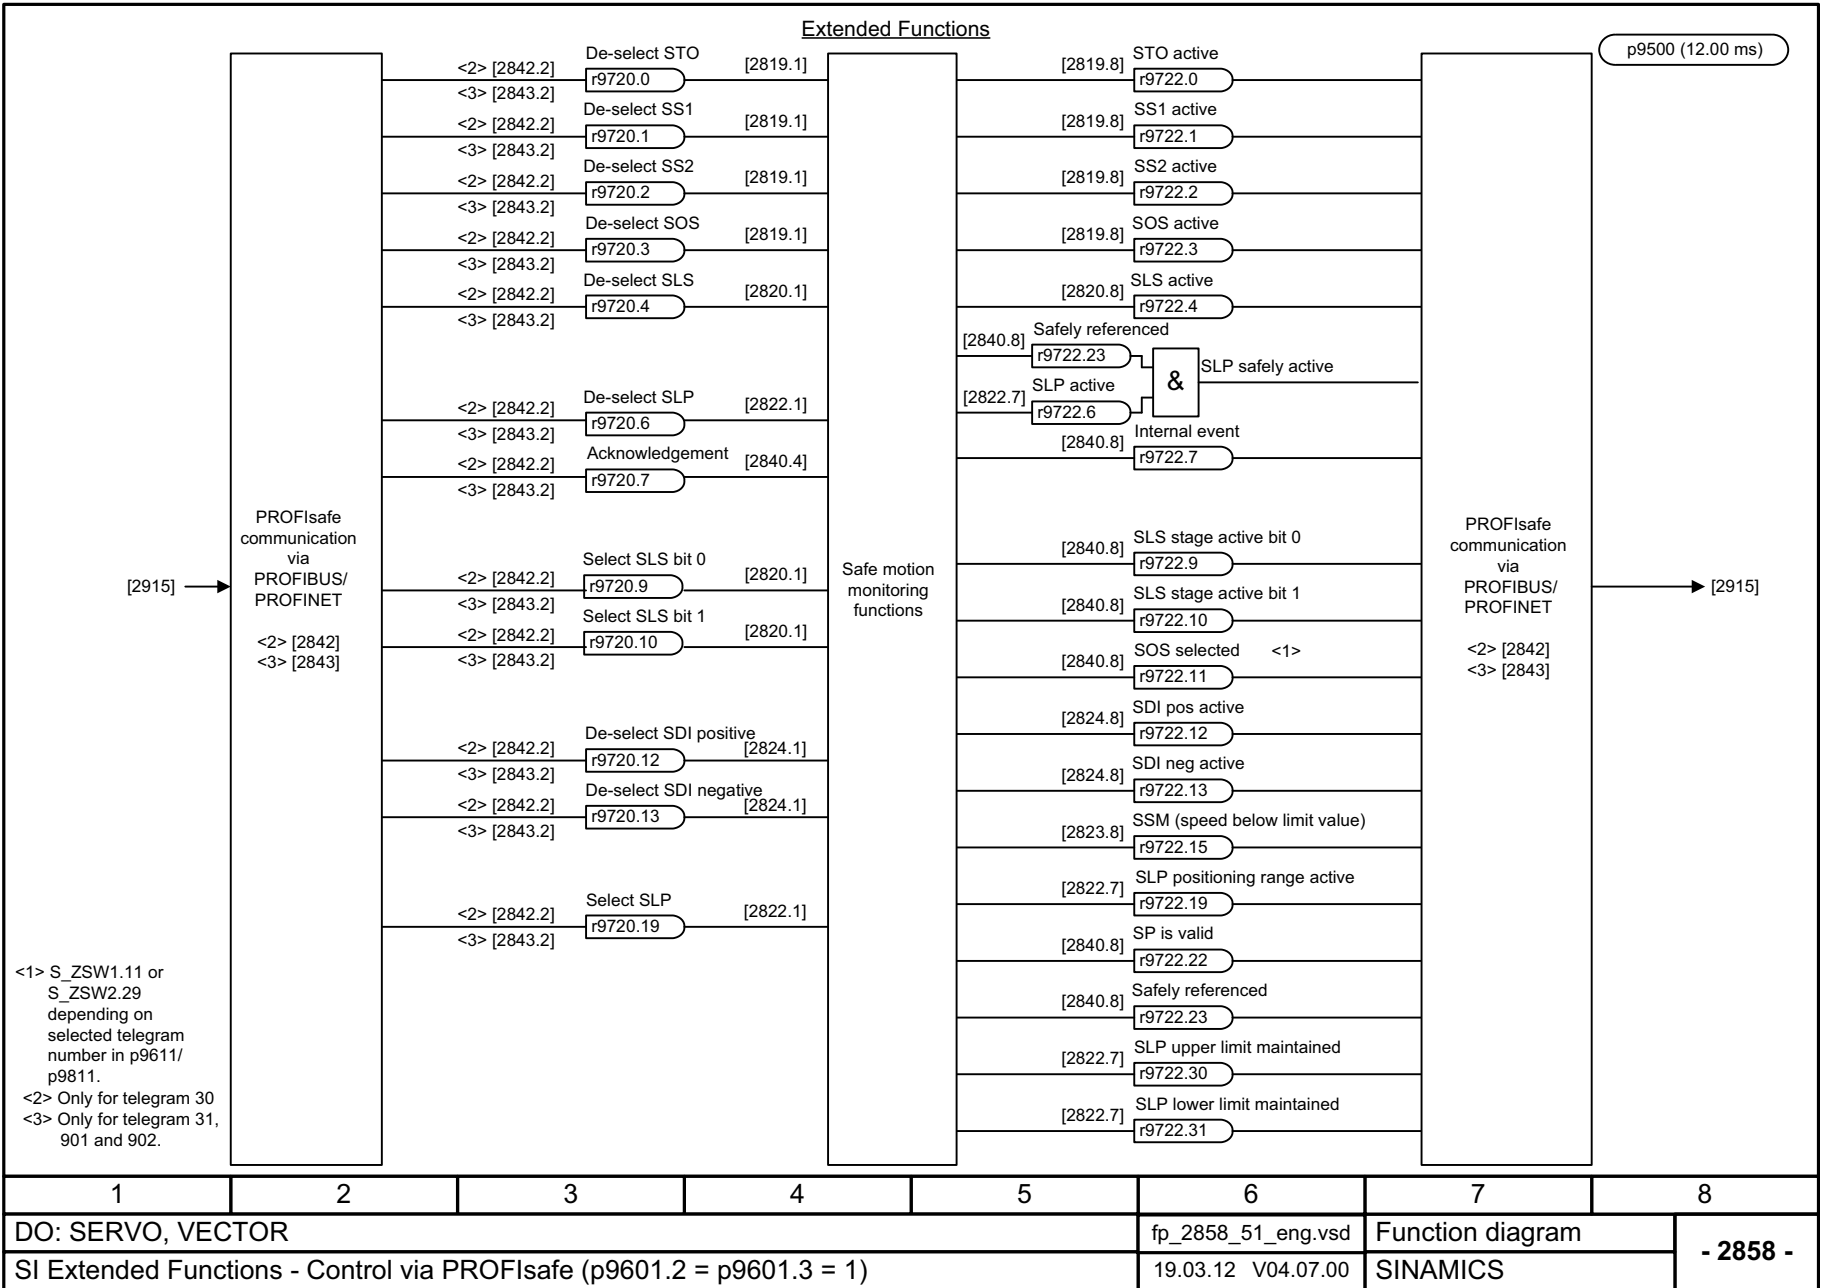 Extended Functions
p9500 (12.00 ms)
[2915]
PROFIsafe
communication
via
PROFIBUS/
PROFINET
<2> [2842]
<3> [2843]
De-select STO
<2> [2842.2]
r9720.0
[2819.1]
<3> [2843.2]
De-select SS1
<2> [2842.2]
r9720.1
[2819.1]
<3> [2843.2]
De-select SS2
<2> [2842.2]
r9720.2
[2819.1]
<3> [2843.2]
De-select SOS
<2> [2842.2]
r9720.3
[2819.1]
<3> [2843.2]
De-select SLS
<2> [2842.2]
r9720.4
[2820.1]
<3> [2843.2]
De-select SLP
<2> [2842.2]
r9720.6
[2822.1]
<3> [2843.2]
Acknowledgement
<2> [2842.2]
r9720.7
[2840.4]
<3> [2843.2]
Select SLS bit 0
<2> [2842.2]
r9720.9
[2820.1]
<3> [2843.2]
Select SLS bit 1
<2> [2842.2]
r9720.10
[2820.1]
<3> [2843.2]
De-select SDI positive
<2> [2842.2]
r9720.12
[2824.1]
<3> [2843.2]
De-select SDI negative
<2> [2842.2]
r9720.13
[2824.1]
<3> [2843.2]
Select SLP
<2> [2842.2]
r9720.19
[2822.1]
<3> [2843.2]
Safe motion
monitoring
functions
STO active
[2819.8]
r9722.0
SS1 active
[2819.8]
r9722.1
SS2 active
[2819.8]
r9722.2
SOS active
[2819.8]
r9722.3
SLS active
[2820.8]
r9722.4
Safely referenced
[2840.8]
r9722.23
SLP active
[2822.7]
r9722.6
&
SLP safely active
Internal event
[2840.8]
r9722.7
SLS stage active bit 0
[2840.8]
r9722.9
SLS stage active bit 1
[2840.8]
r9722.10
SOS selected <1>
[2840.8]
r9722.11
SDI pos active
[2824.8]
r9722.12
SDI neg active
[2824.8]
r9722.13
SSM (speed below limit value)
[2823.8]
r9722.15
SLP positioning range active
[2822.7]
r9722.19
SP is valid
[2840.8]
r9722.22
Safely referenced
[2840.8]
r9722.23
SLP upper limit maintained
[2822.7]
r9722.30
SLP lower limit maintained
[2822.7]
r9722.31
PROFIsafe
communication
via
PROFIBUS/
PROFINET
<2> [2842]
<3> [2843]
[2915]
<1> S_ZSW1.11 or
S_ZSW2.29
depending on
selected telegram
number in p9611/
p9811.
<2> Only for telegram 30
<3> Only for telegram 31,
901 and 902.
1 2 3 4 5 6 7 8
DO: SERVO, VECTOR
fp_2858_51_eng.vsd
Function diagram
- 2858 -
SI Extended Functions - Control via PROFIsafe (p9601.2 = p9601.3 = 1)
19.03.12 V04.07.00
SINAMICS